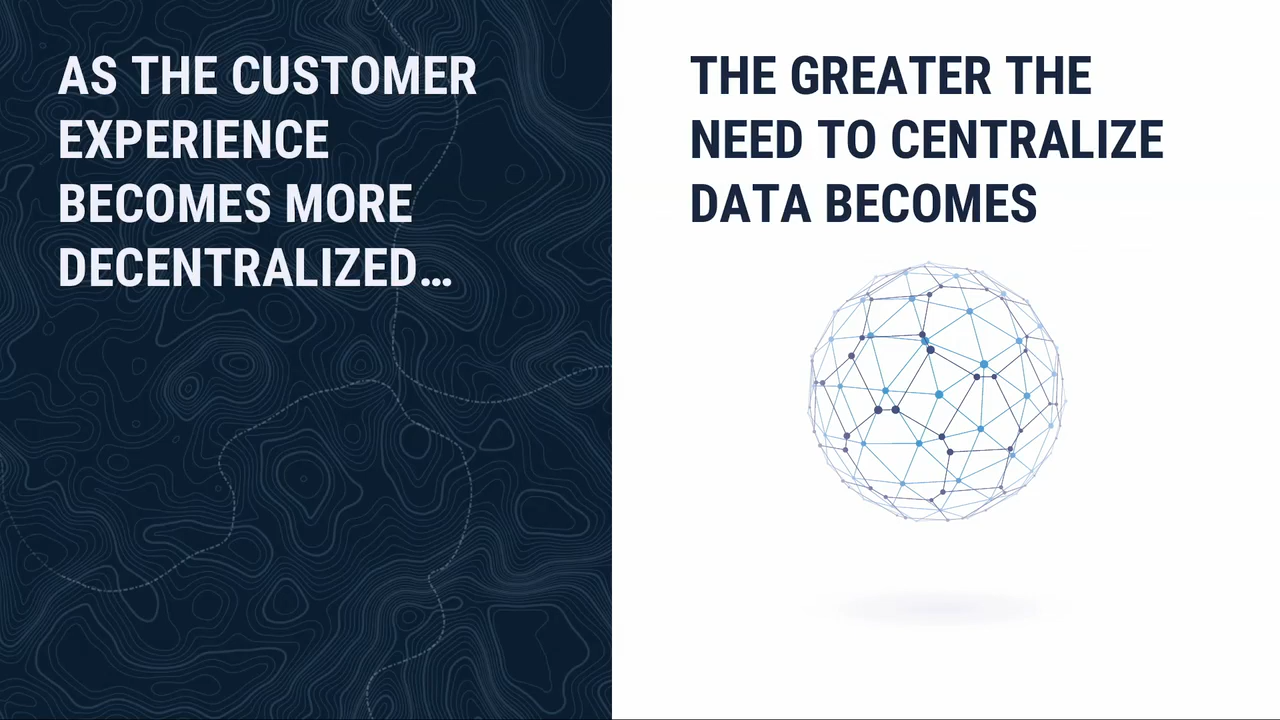 AS THE CUSTOMER
EXPERIENCE
BECOMES MORE
DECENTRALIZED…
THE GREATER THE
NEED TO CENTRALIZE
DATA BECOMES